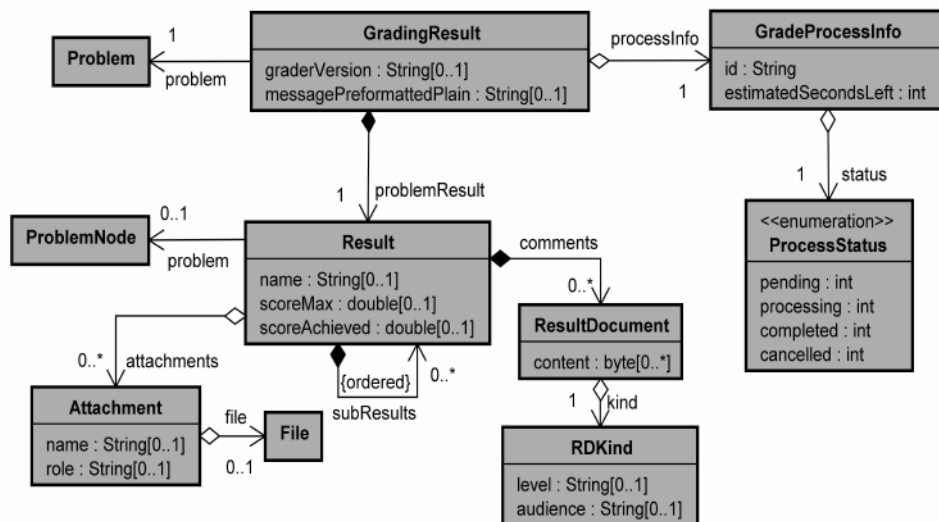 GradingResult
graderVersion : String[0..1]
messagePreformattedPlain : String[0..1]
Problem
1
problem
processInfo
1
GradeProcessInfo
id : String
estimatedSecondsLeft : int
1
problemResult
1
status
<<enumeration>>
ProcessStatus
pending : int
processing : int
completed : int
cancelled : int
ProblemNode
0..1
problem
Result
name : String[0..1]
scoreMax : double[0..1]
scoreAchieved : double[0..1]
comments
0..*
ResultDocument
content : byte[0..*]
{ordered}
0..*
subResults
0..*
attachments
Attachment
name : String[0..1]
role : String[0..1]
file
0..1
File
1
kind
RDKind
level : String[0..1]
audience : String[0..1]